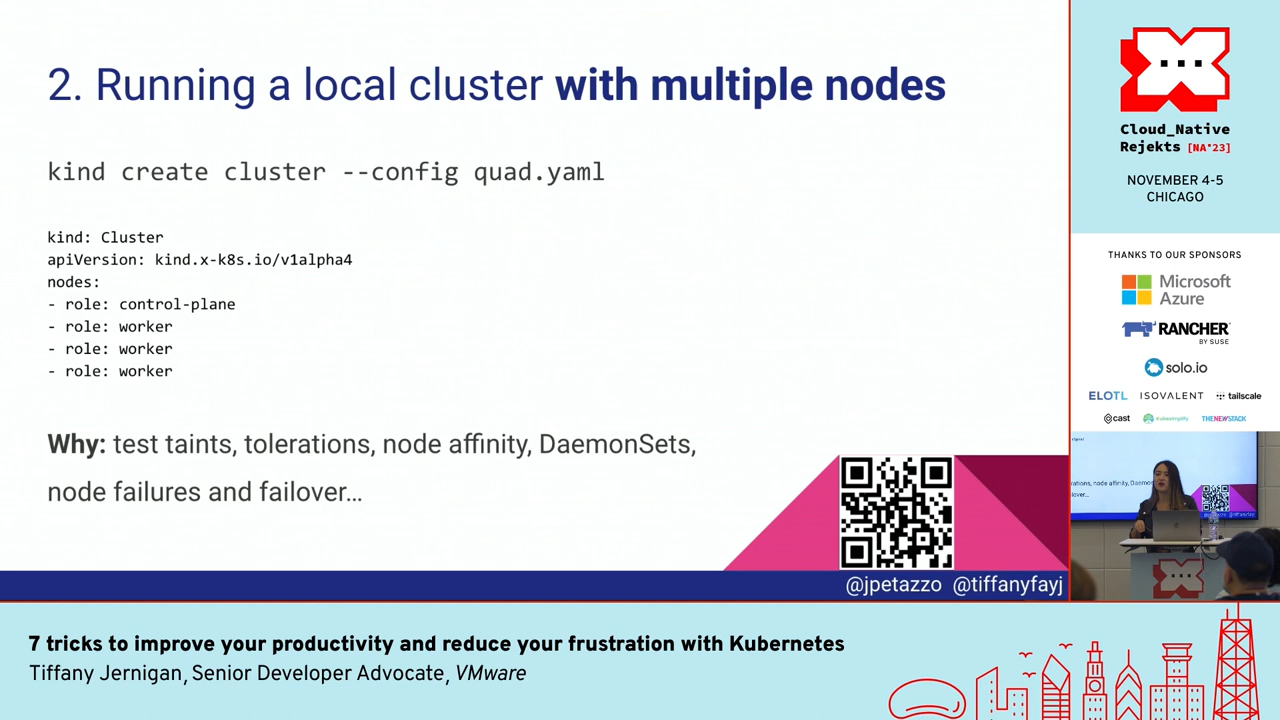 2. Running a local cluster with multiple nodes
kind create cluster --config quad.yaml
kind: Cluster
apiVersion: kind.x-k8s.io/v1alpha4
nodes:
- role: control-plane
- role: worker
- role: worker
- role: worker
Why: test taints, tolerations, node affinity, DaemonSets,
node failures and failover...
@jpetazzo @tiffanyfayj
Cloud_Native
Rejekts [NA'23]
NOVEMBER 4-5
CHICAGO
THANKS TO OUR SPONSORS
Microsoft
Azure
RANCHER
BY SUSE
solo.io
ELOTL ISOVALENT tailscale
cast kubesimplify THENEWSTACK
7 tricks to improve your productivity and reduce your frustration with Kubernetes
Tiffany Jernigan, Senior Developer Advocate, VMware